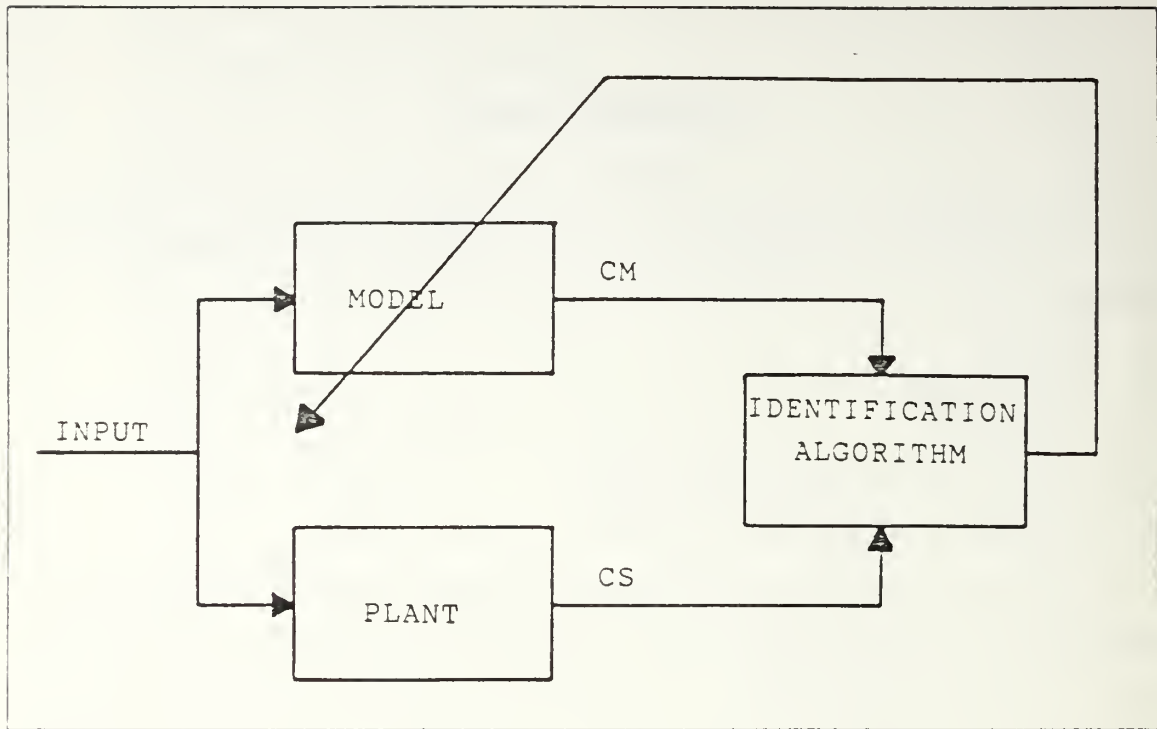 CM
MODEL
IDENTIFICATION
ALGORITHM
INPUT
CS
PLANT